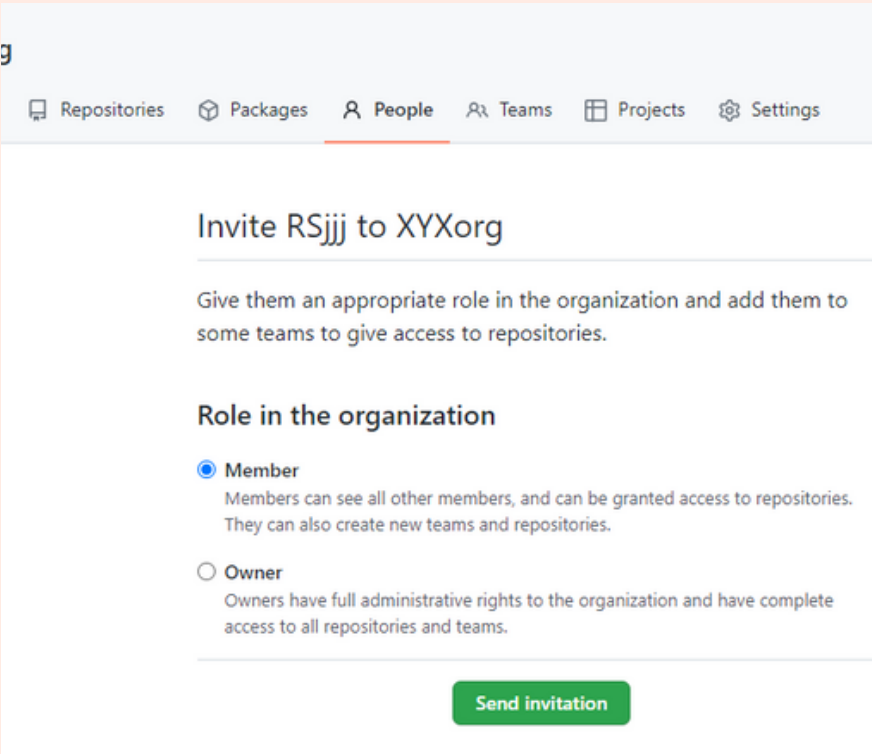 g
Repositories Packages People Teams Projects Settings
Invite RSjjj to XYXorg
Give them an appropriate role in the organization and add them to
some teams to give access to repositories.
Role in the organization
Member
Members can see all other members, and can be granted access to repositories.
They can also create new teams and repositories.
Owner
Owners have full administrative rights to the organization and have complete
access to all repositories and teams.
Send invitation